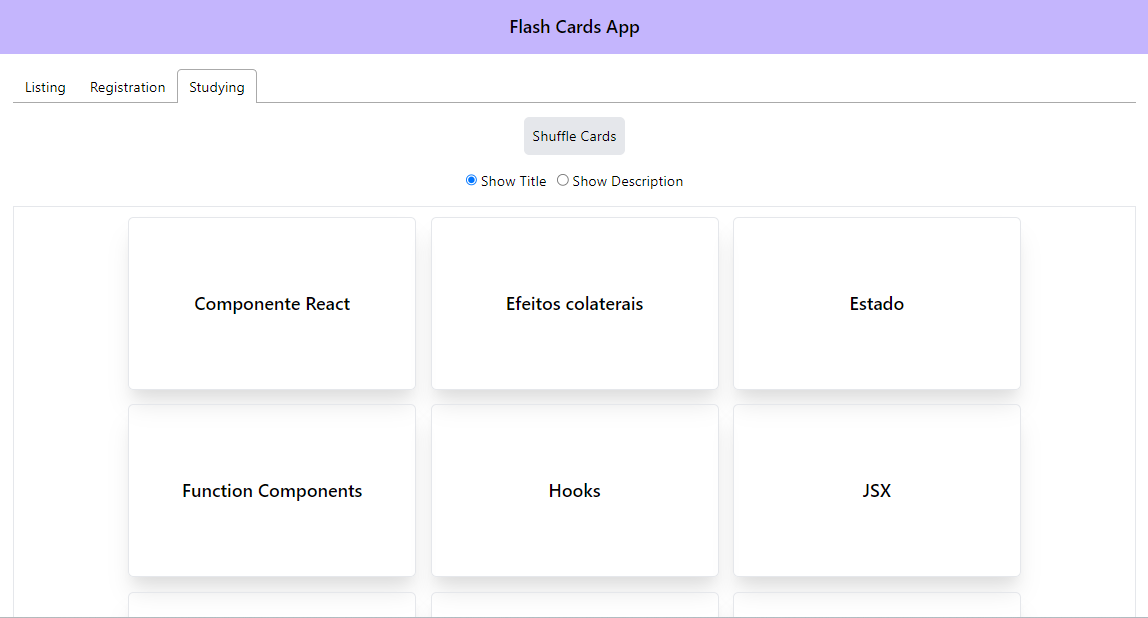 Flash Cards App
Listing Registration Studying
Shuffle Cards
Show Title Show Description
Componente React Efeitos colaterais Estado
Function Components Hooks JSX